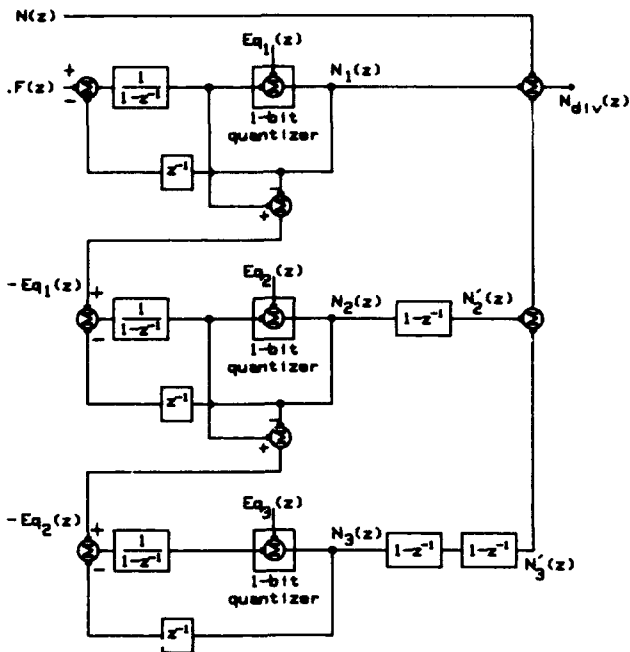 N(z)
Eq₁(z)
N₁(z)
+
.F(z)
−
1
1−z⁻¹
Σ
Σ
Σ
N_div(z)
1-bit
quantizer
z⁻¹
−
+
Σ
−Eq₁(z)
+
Eq₂(z)
N₂(z)
N₂′(z)
Σ
−
1
1−z⁻¹
Σ
1−z⁻¹
Σ
1-bit
quantizer
z⁻¹
−
+
Σ
−Eq₂(z)
+
Eq₃(z)
N₃(z)
Σ
−
1
1−z⁻¹
Σ
1−z⁻¹
1−z⁻¹
N₃′(z)
1-bit
quantizer
z⁻¹